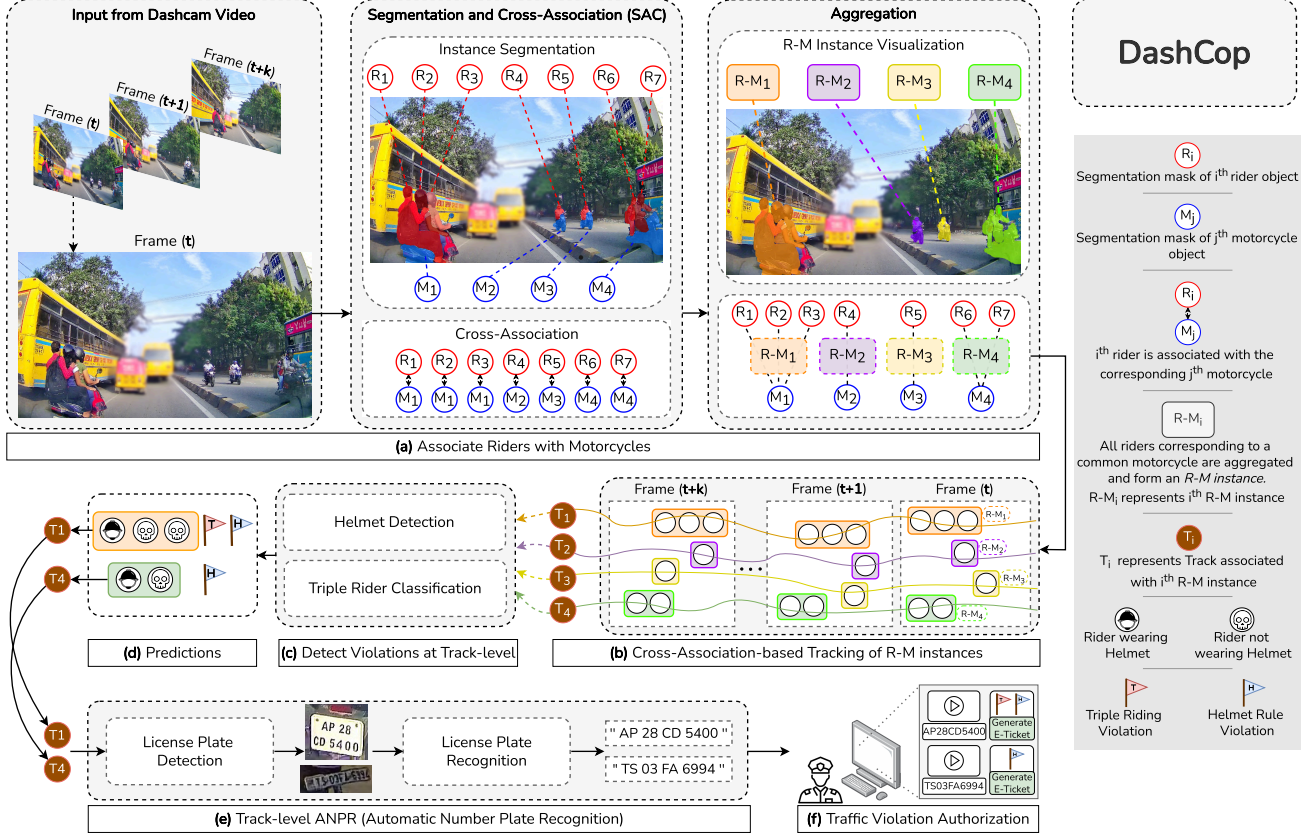 Input from Dashcam Video
Frame (t+k)
Frame (t+1)
Frame (t)
Frame (t)
Segmentation and Cross-Association (SAC)
Instance Segmentation
R1 R2 R3 R4 R5 R6 R7
M1 M2 M3 M4
Cross-Association
R1 R2 R3 R4 R5 R6 R7
M1 M1 M1 M2 M3 M4 M4
Aggregation
R-M Instance Visualization
R-M1 R-M2 R-M3 R-M4
R1 R2 R3 R4 R5 R6 R7
R-M1 R-M2 R-M3 R-M4
M1 M2 M3 M4
(a) Associate Riders with Motorcycles
DashCop
Ri
Segmentation mask of ith rider object
Mj
Segmentation mask of jth motorcycle
object
Ri
Mj
ith rider is associated with the
corresponding jth motorcycle
R-Mi
All riders corresponding to a
common motorcycle are aggregated
and form an R-M instance.
R-Mi represents ith R-M instance
Ti
Ti represents Track associated
with ith R-M instance
Rider wearing
Helmet
Rider not
wearing Helmet
T
Triple Riding
Violation
H
Helmet Rule
Violation
Frame (t+k)
Frame (t+1)
Frame (t)
R-M1
R-M2
R-M3
R-M4
...
T1
T2
T3
T4
(b) Cross-Association-based Tracking of R-M instances
Helmet Detection
Triple Rider Classification
(c) Detect Violations at Track-level
T1
T H
T4
H
(d) Predictions
T1
T4
License Plate
Detection
AP 28
CD 5400
TS03FA6994
License Plate
Recognition
" AP 28 CD 5400 "
" TS 03 FA 6994 "
(e) Track-level ANPR (Automatic Number Plate Recognition)
AP28CD5400
T H
Generate
E-Ticket
TS03FA6994
H
Generate
E-Ticket
(f) Traffic Violation Authorization